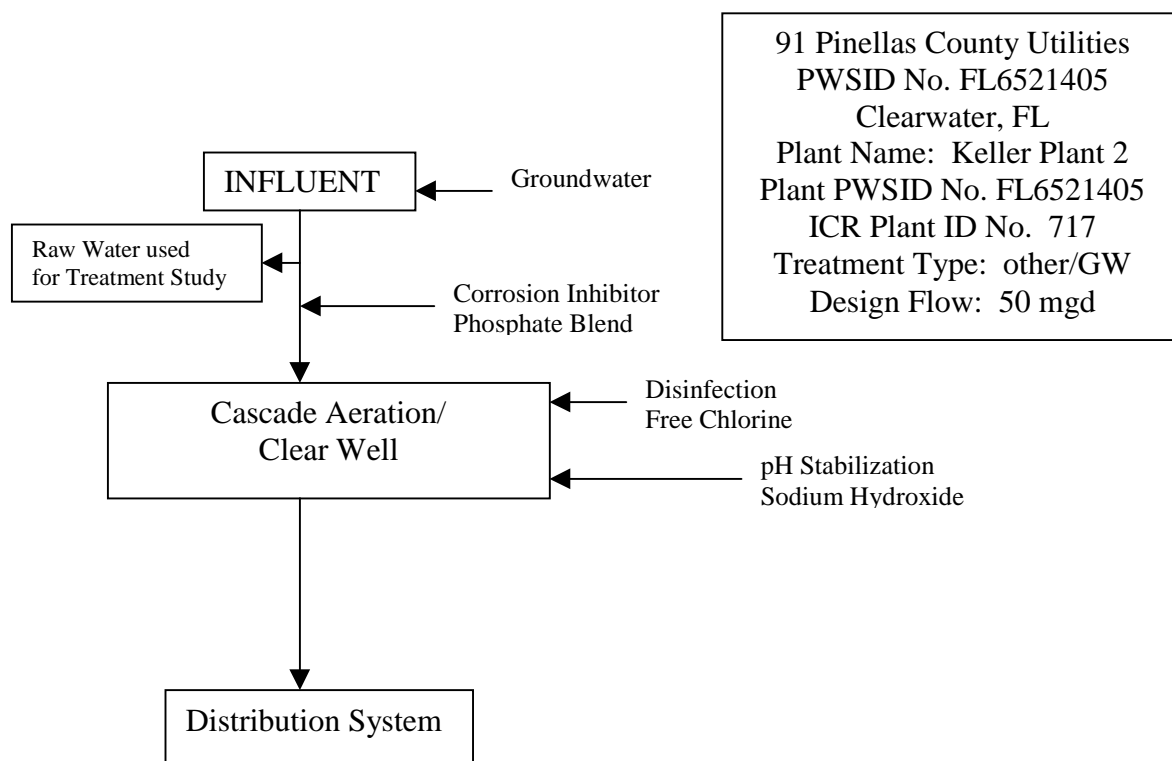 91 Pinellas County Utilities
PWSID No. FL6521405
Clearwater, FL
Plant Name: Keller Plant 2
Plant PWSID No. FL6521405
ICR Plant ID No. 717
Treatment Type: other/GW
Design Flow: 50 mgd
INFLUENT
Groundwater
Raw Water used
for Treatment Study
Corrosion Inhibitor
Phosphate Blend
Cascade Aeration/
Clear Well
Disinfection
Free Chlorine
pH Stabilization
Sodium Hydroxide
Distribution System